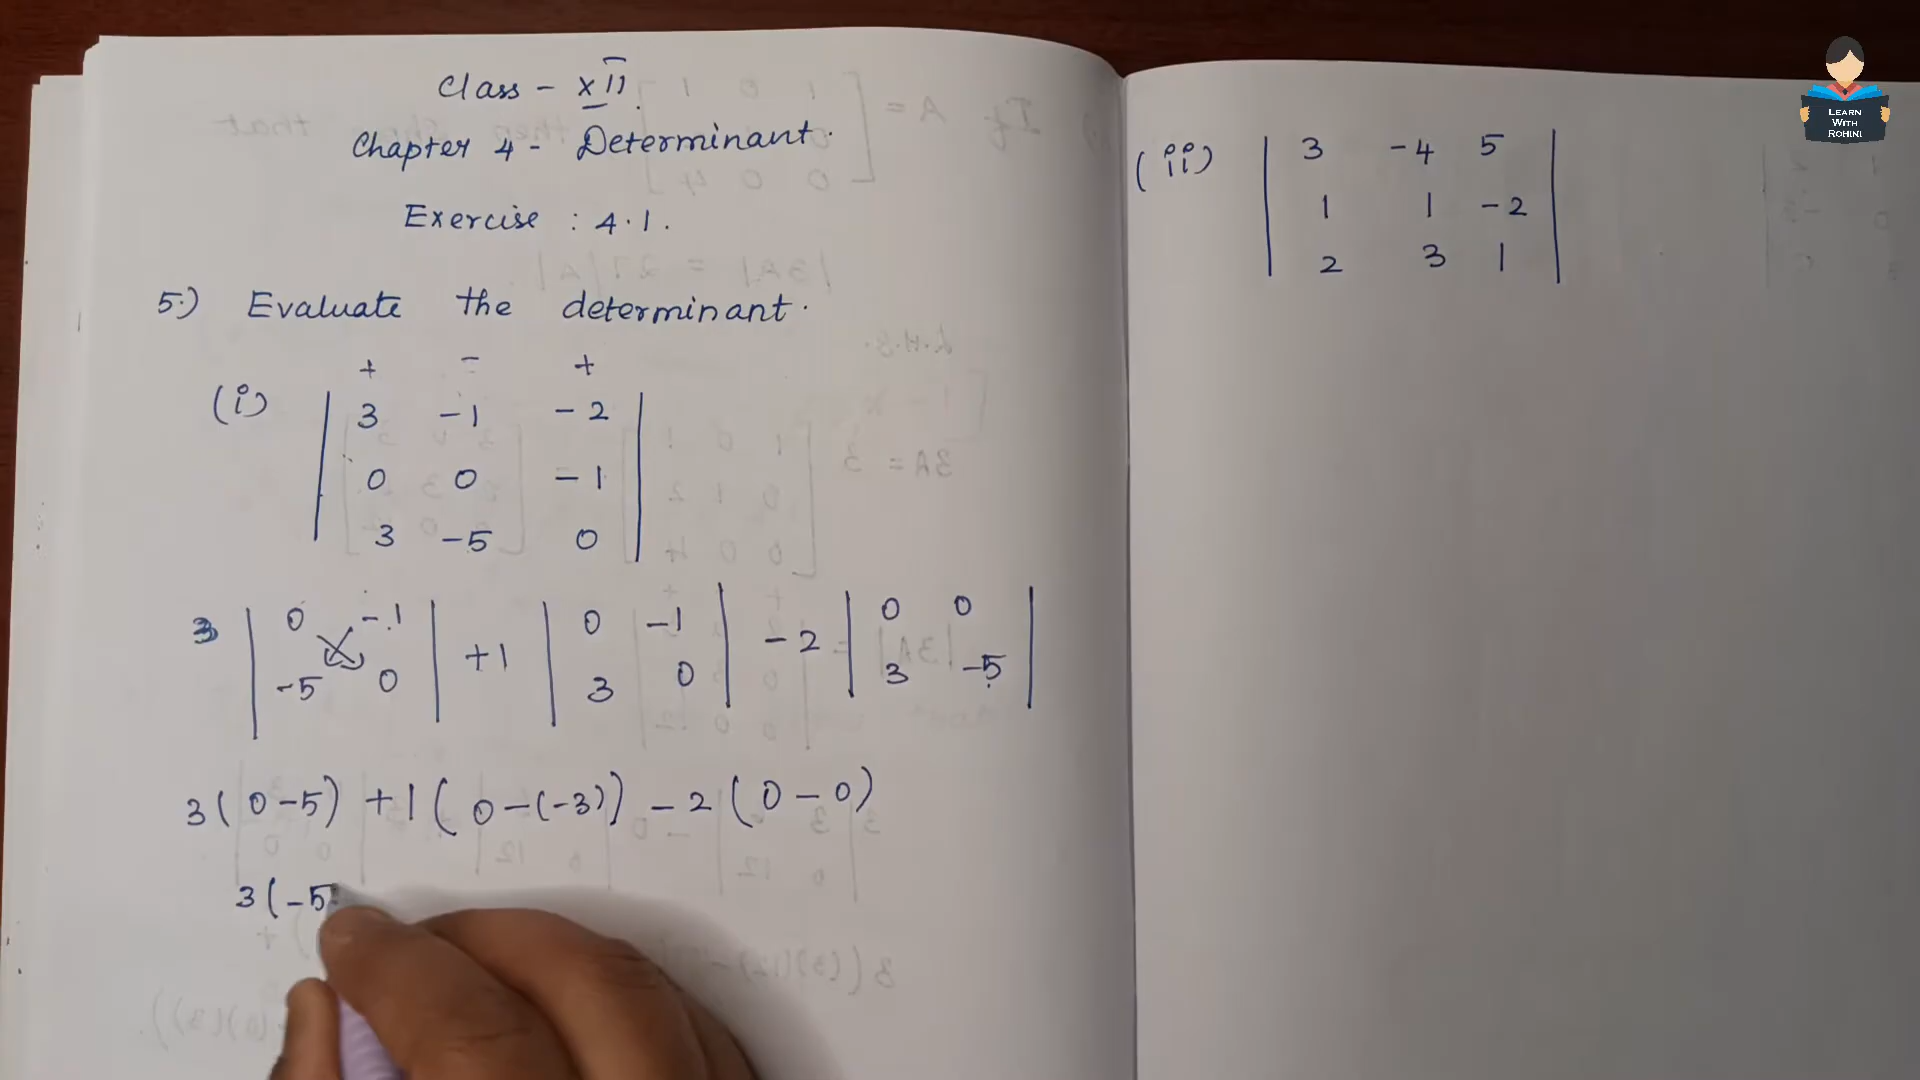 Class - XII.
Chapter 4 - Determinant.
Exercise : 4.1.
5.) Evaluate the determinant.
+ - +
(i) | 3 -1 -2 |
| 0 0 -1 |
| 3 -5 0 |
3 | 0 -1 | +1 | 0 -1 | -2 | 0 0 |
| -5 0 | | 3 0 | | 3 -5 |
3 ( 0 - 5 ) + 1 ( 0 - (-3) ) - 2 ( 0 - 0 )
3 ( -5
(ii) | 3 -4 5 |
| 1 1 -2 |
| 2 3 1 |
LEARN
WITH
ROHINI